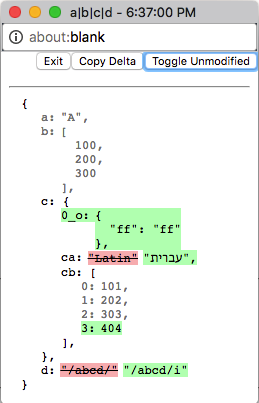 a|b|c|d - 6:37:00 PM
about:blank
Exit Copy Delta Toggle Unmodified
{
a: "A",
b: [
100,
200,
300
],
c: {
0_o: {
"ff": "ff"
},
ca: "Latin" "עברית",
cb: [
0: 101,
1: 202,
2: 303,
3: 404
],
},
d: "/abcd/" "/abcd/i"
}